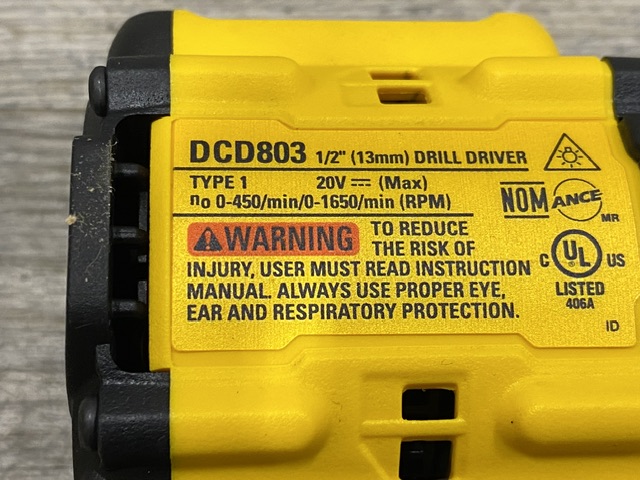 DCD803 1/2" (13mm) DRILL DRIVER
TYPE 1 20V ⎓ (Max)
no 0-450/min/0-1650/min (RPM)
NOM ANCE MR
WARNING TO REDUCE
THE RISK OF
INJURY, USER MUST READ INSTRUCTION
MANUAL. ALWAYS USE PROPER EYE,
EAR AND RESPIRATORY PROTECTION.
C UL US
LISTED
406A
ID